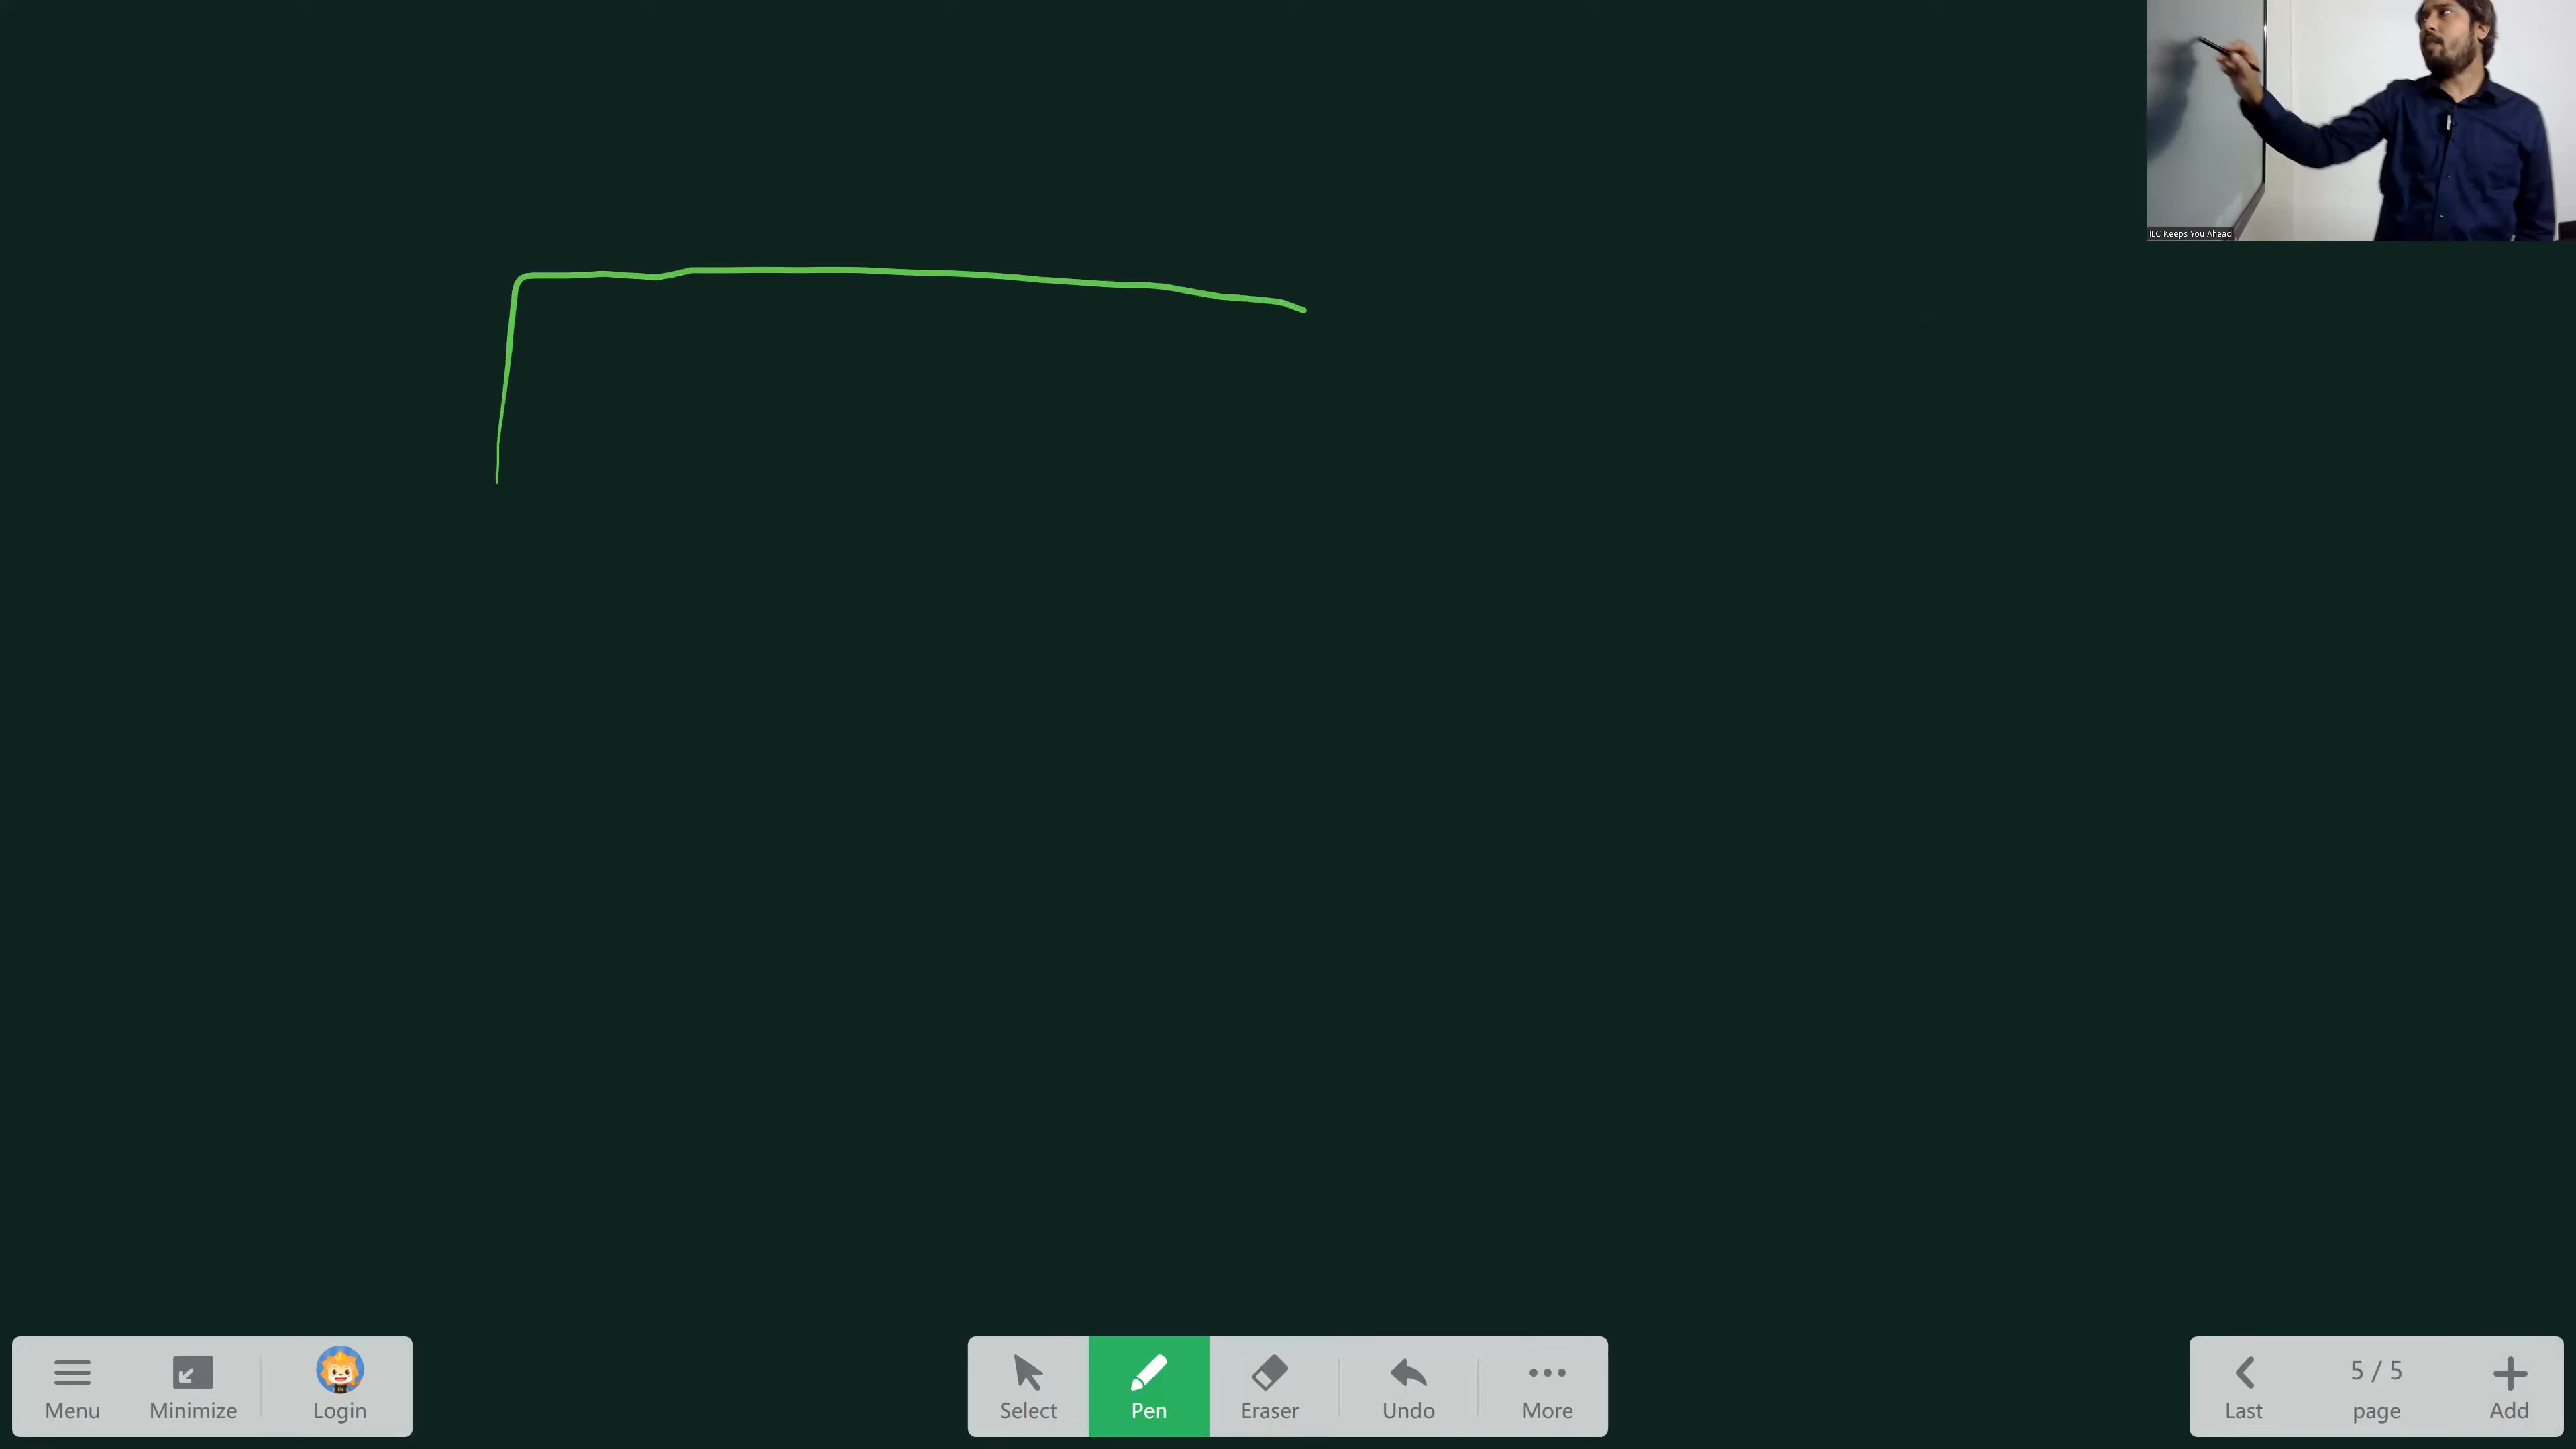 ILC Keeps You Ahead
Menu
Minimize
Login
Select
Pen
Eraser
Undo
More
Last
5 / 5
page
Add